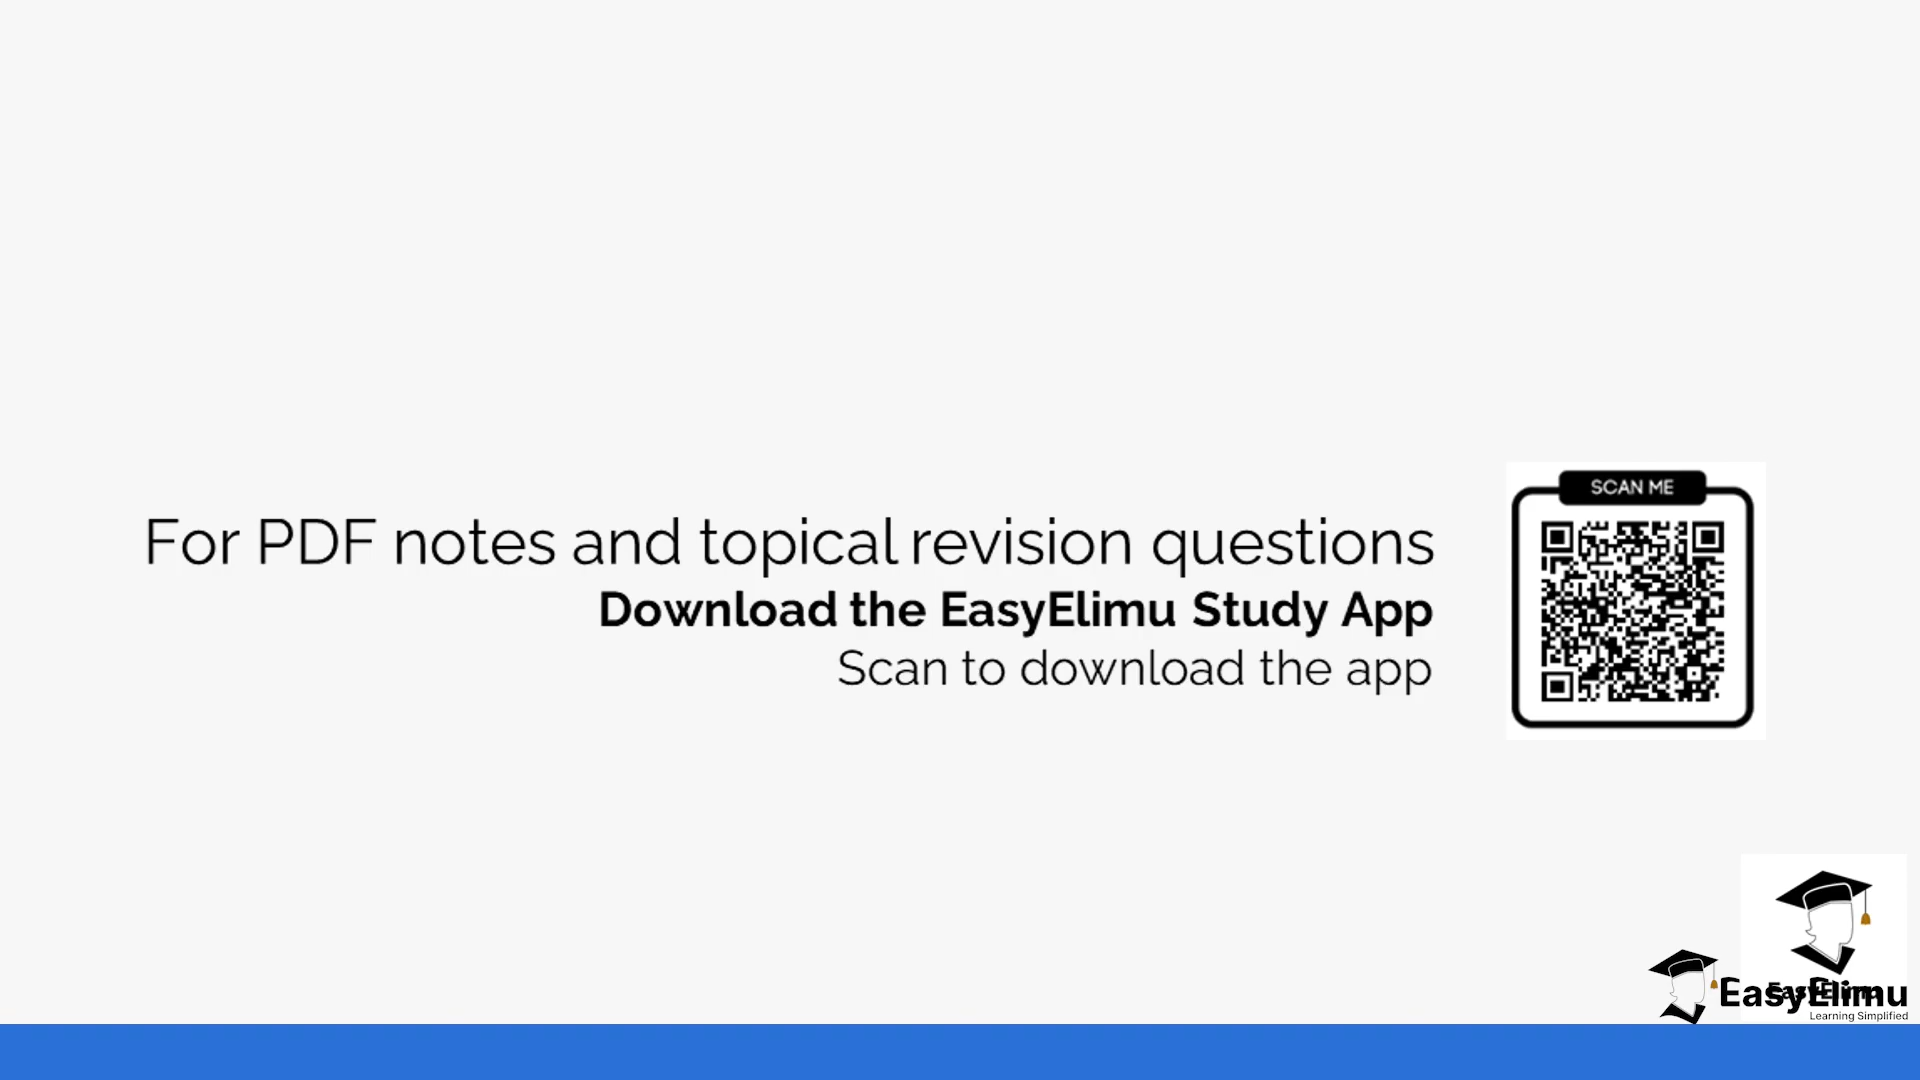 SCAN ME
For PDF notes and topical revision questions
Download the EasyElimu Study App
Scan to download the app
EasyElimu
Learning Simplified